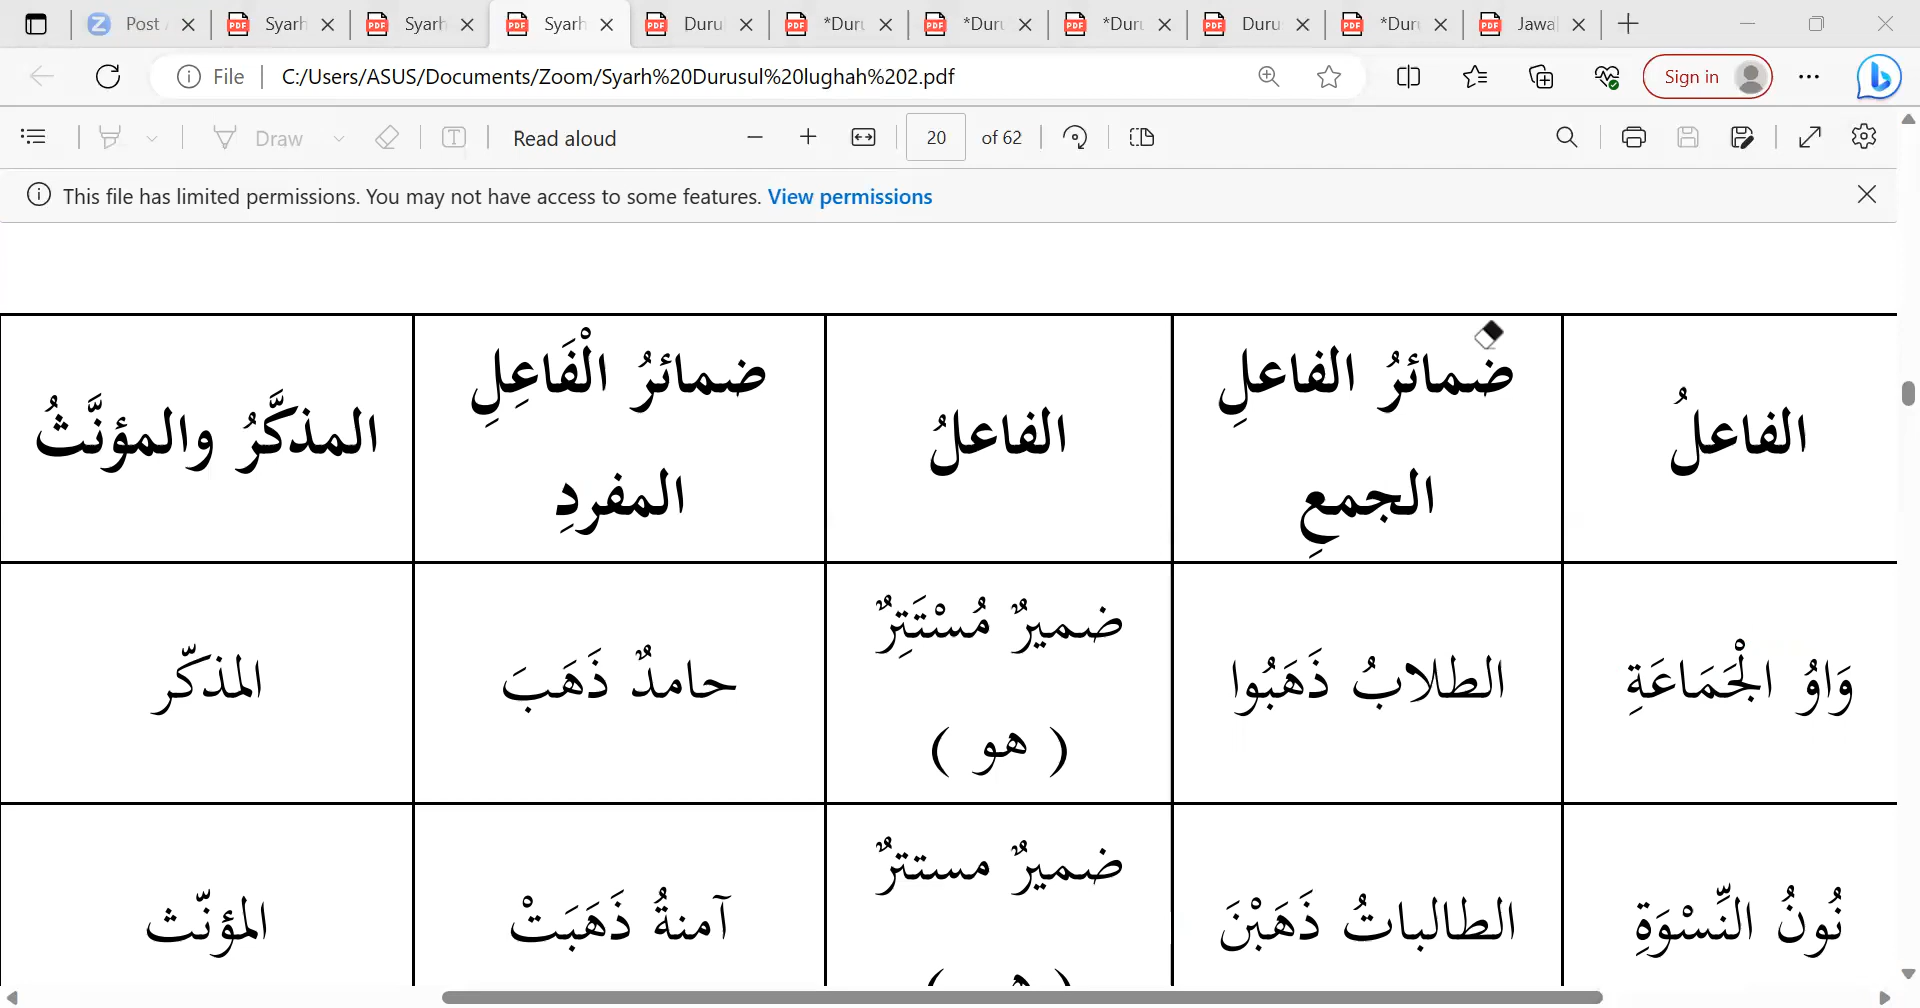 Post
Syarh
Syarh
Syarh
Duru
*Duru
*Duru
*Duru
Duru
*Duru
Jawa
File
C:/Users/ASUS/Documents/Zoom/Syarh%20Durusul%20lughah%202.pdf
Sign in
Draw
Read aloud
20
of 62
This file has limited permissions. You may not have access to some features. View permissions
الفاعلُ
ضمائرُ الفاعلِ
الجمعِ
الفاعلُ
ضمائرُ الْفَاعِلِ
المفردِ
المذكَّرُ والمؤنَّثُ
وَاوُ الْجَمَاعَةِ
الطلابُ ذَهَبُوا
ضميرٌ مُسْتَتِرٌ
( هو )
حامدٌ ذَهَبَ
المذكّر
نُونُ النِّسْوَةِ
الطالباتُ ذَهَبْنَ
ضميرٌ مستترٌ
آمنةُ ذَهَبَتْ
المؤنّث